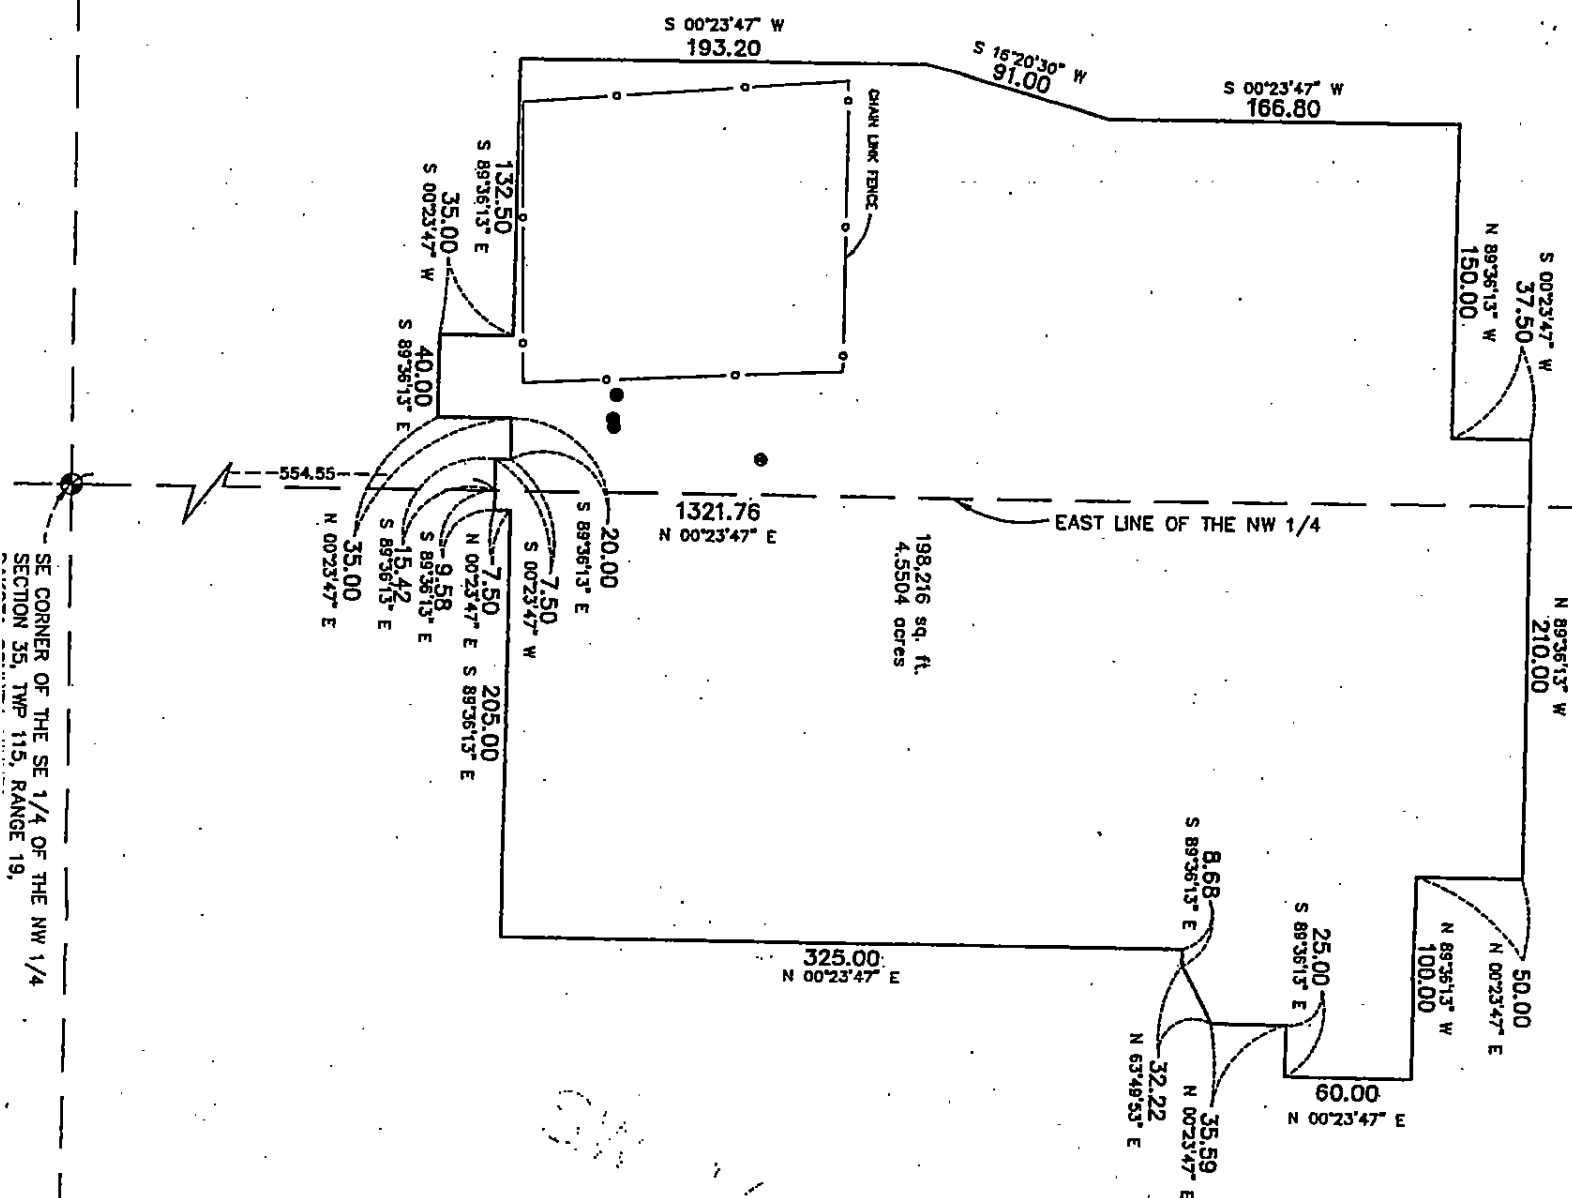 S 00°23'47" W
193.20
S 16°20'30" W
91.00
S 00°23'47" W
166.80
CHAIN LINK FENCE
132.50
S 89°36'13" E
35.00
S 00°23'47" W
40.00
S 89°36'13" E
N 89°36'13" W
150.00
S 00°23'47" W
37.50
554.55
1321.76
N 00°23'47" E
EAST LINE OF THE NW 1/4
198,216 sq. ft.
4.5504 acres
20.00
S 89°36'13" E
7.50
S 00°23'47" W
7.50
N 00°23'47" E
9.58
S 89°36'13" E
15.42
S 89°36'13" E
35.00
N 00°23'47" E
205.00
S 89°36'13" E
N 89°36'13" W
210.00
8.68
S 89°36'13" E
25.00
S 89°36'13" E
N 89°36'13" W
100.00
50.00
N 00°23'47" E
325.00
N 00°23'47" E
32.22
N 63°49'53" E
35.59
N 00°23'47" E
60.00
N 00°23'47" E
SE CORNER OF THE SE 1/4 OF THE NW 1/4
SECTION 35, TWP 115, RANGE 19,